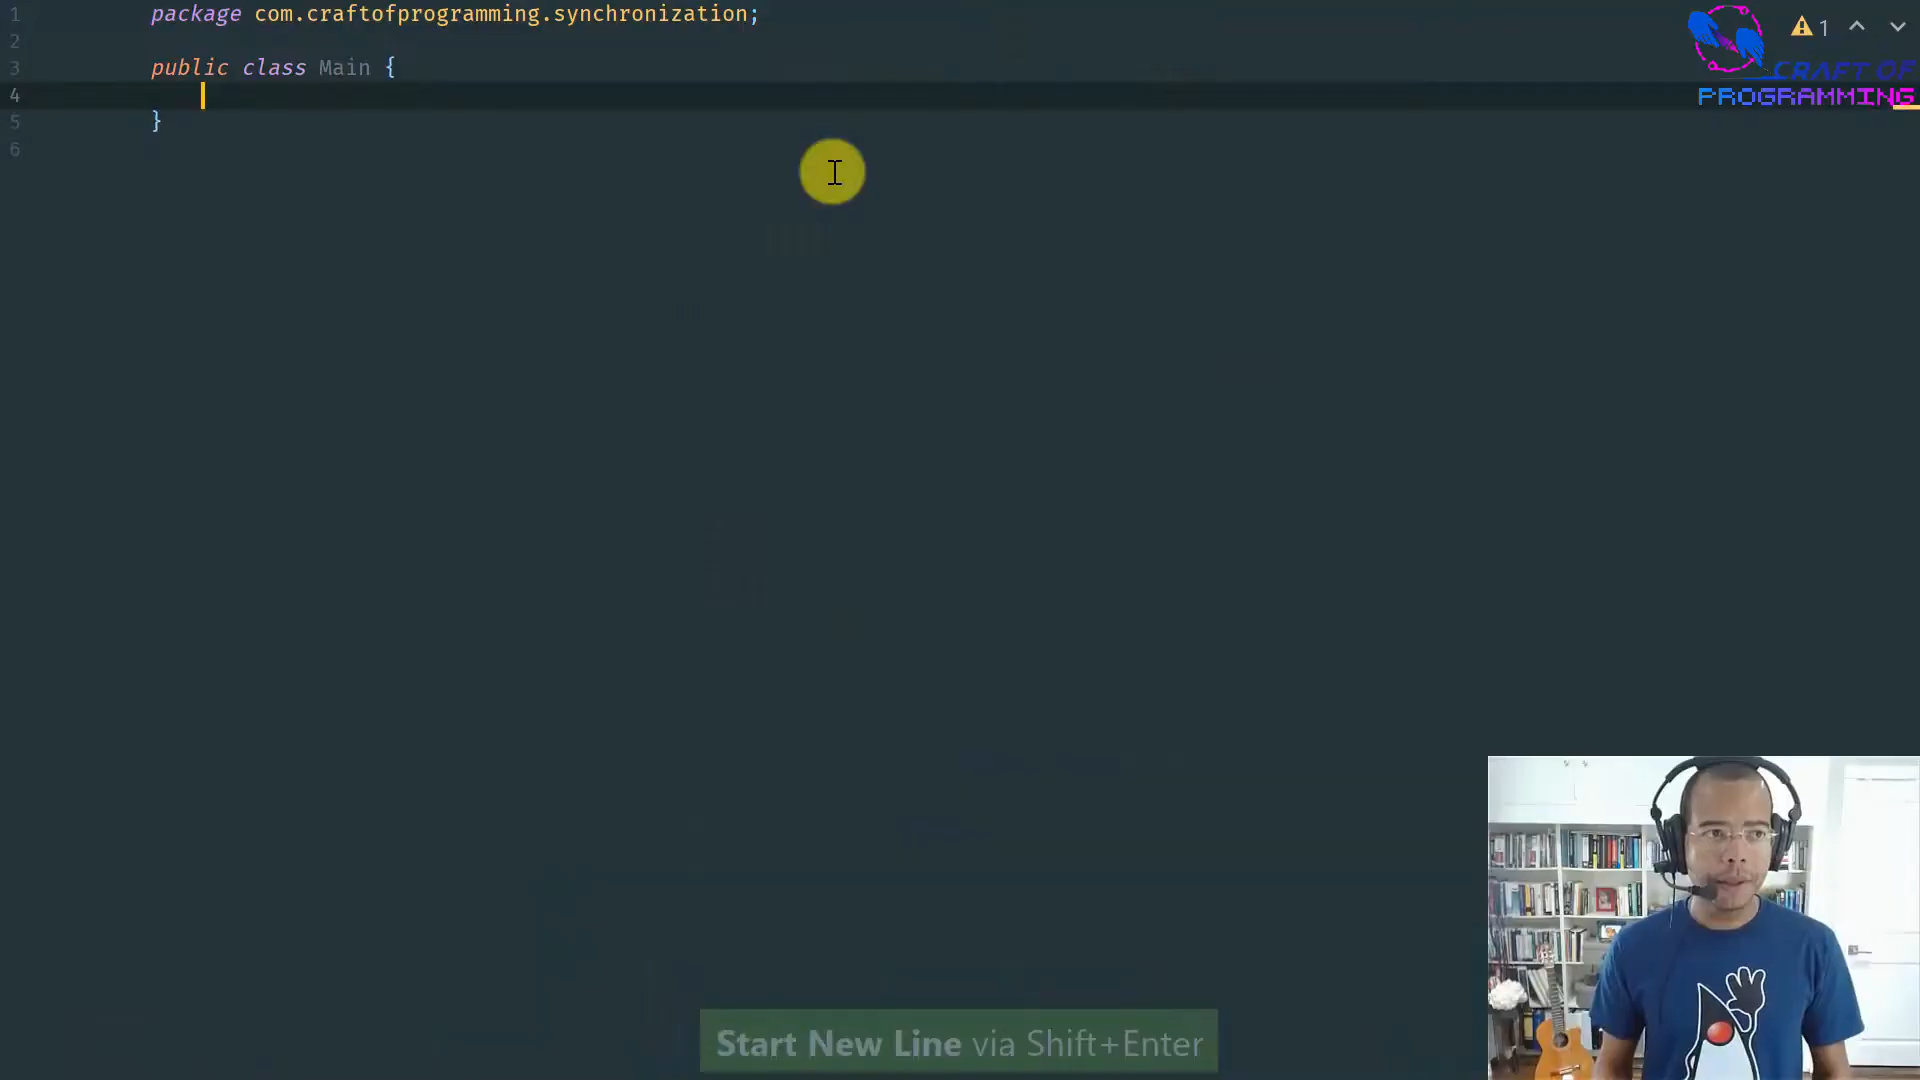 1 package com.craftofprogramming.synchronization;
2
3 public class Main {
4
5 }
6
1
CRAFT OF
PROGRAMMING
Start New Line via Shift+Enter